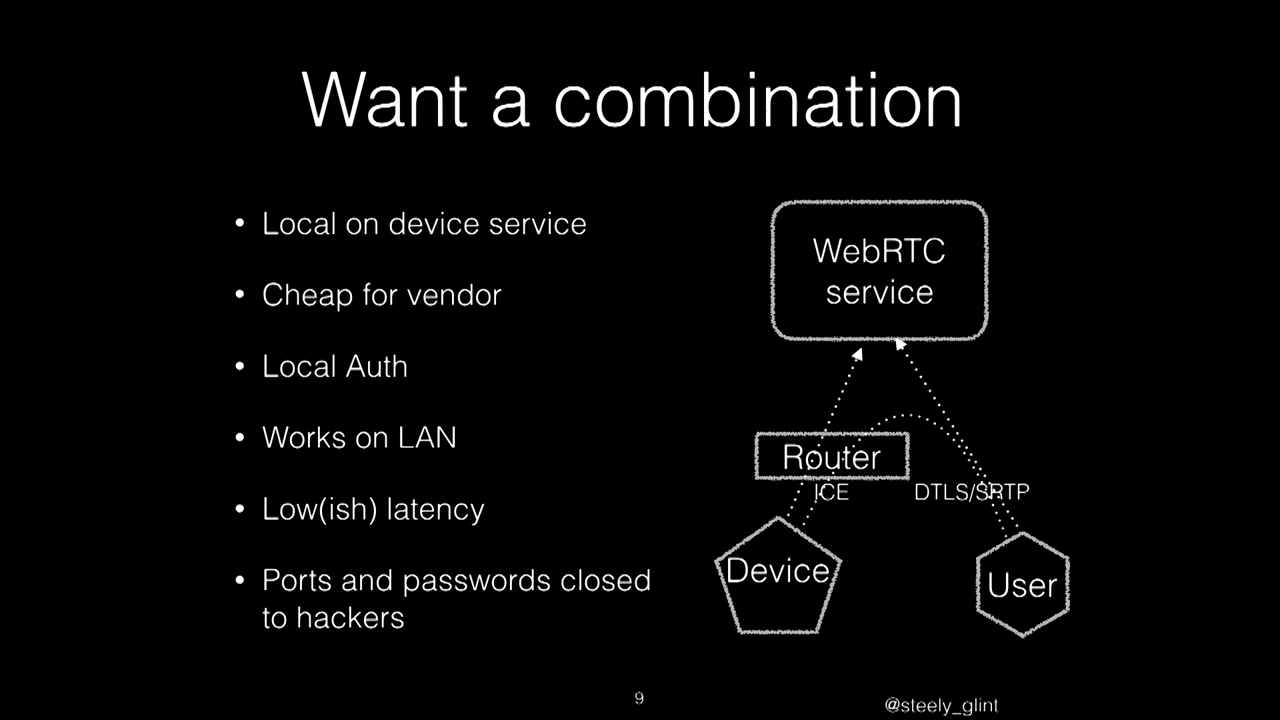 Want a combination
• Local on device service
• Cheap for vendor
• Local Auth
• Works on LAN
• Low(ish) latency
• Ports and passwords closed
to hackers
WebRTC
service
Router
ICE
DTLS/SRTP
Device
User
9
@steely_glint